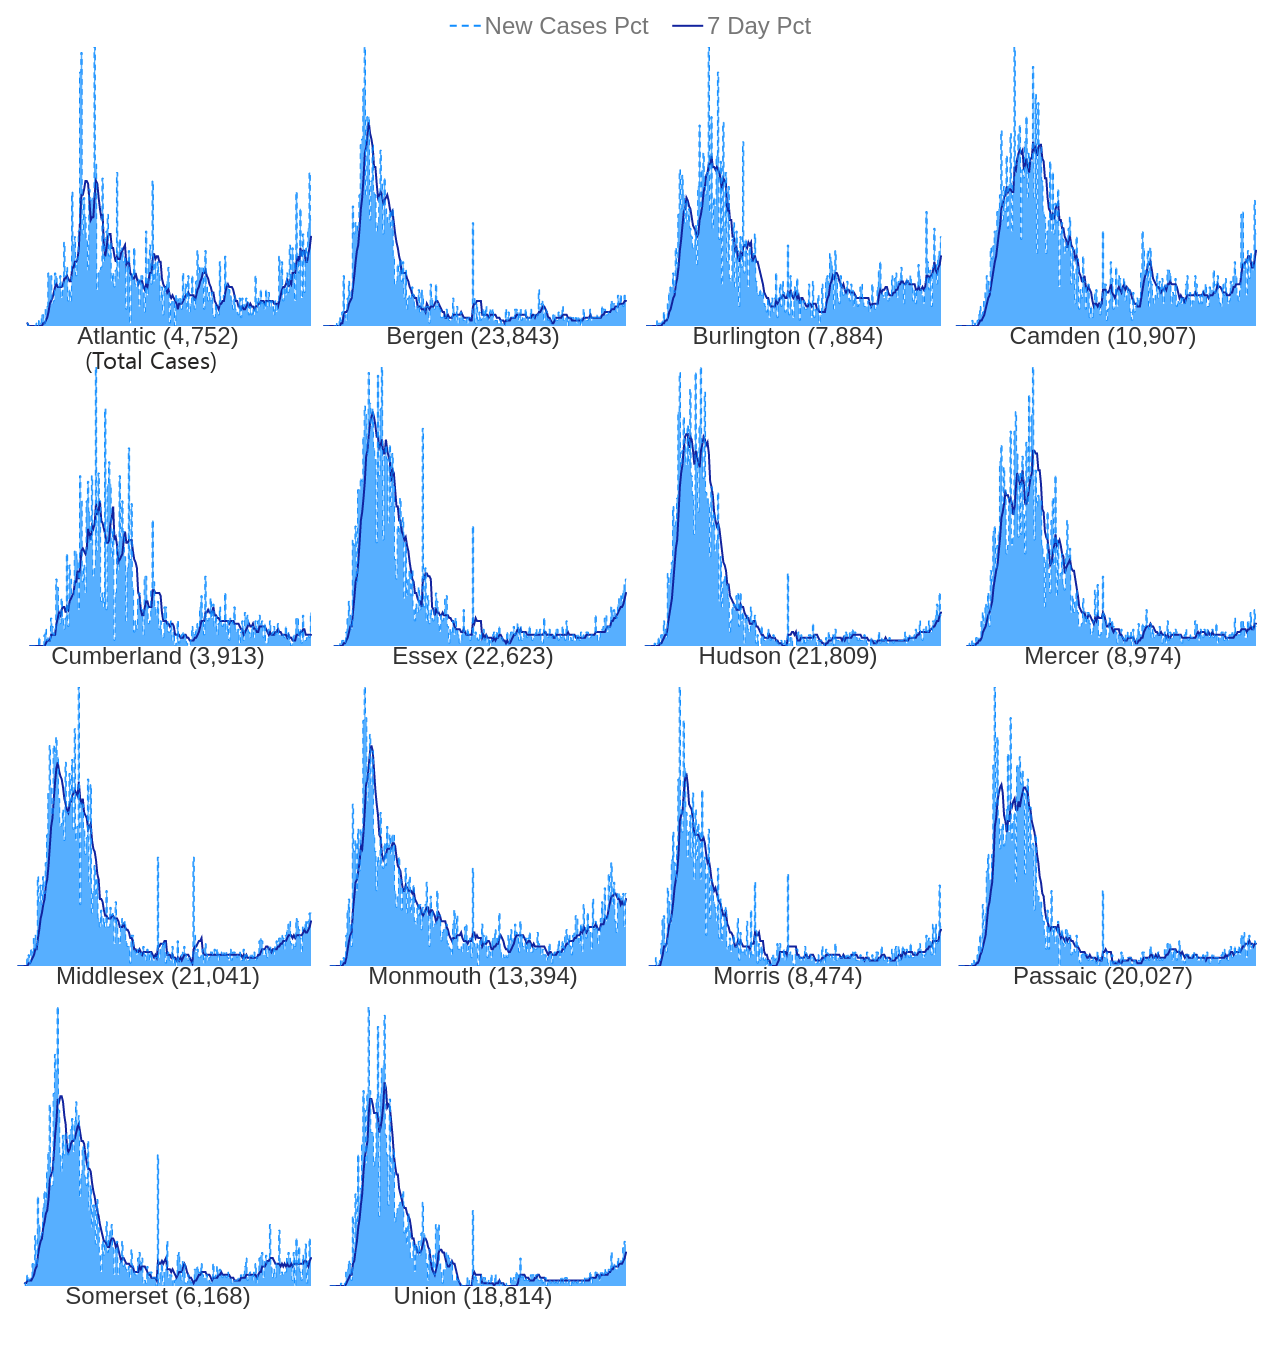 New Cases Pct 7 Day Pct
Atlantic (4,752) Bergen (23,843) Burlington (7,884) Camden (10,907)
(Total Cases)
Cumberland (3,913) Essex (22,623) Hudson (21,809) Mercer (8,974)
Middlesex (21,041) Monmouth (13,394) Morris (8,474) Passaic (20,027)
Somerset (6,168) Union (18,814)